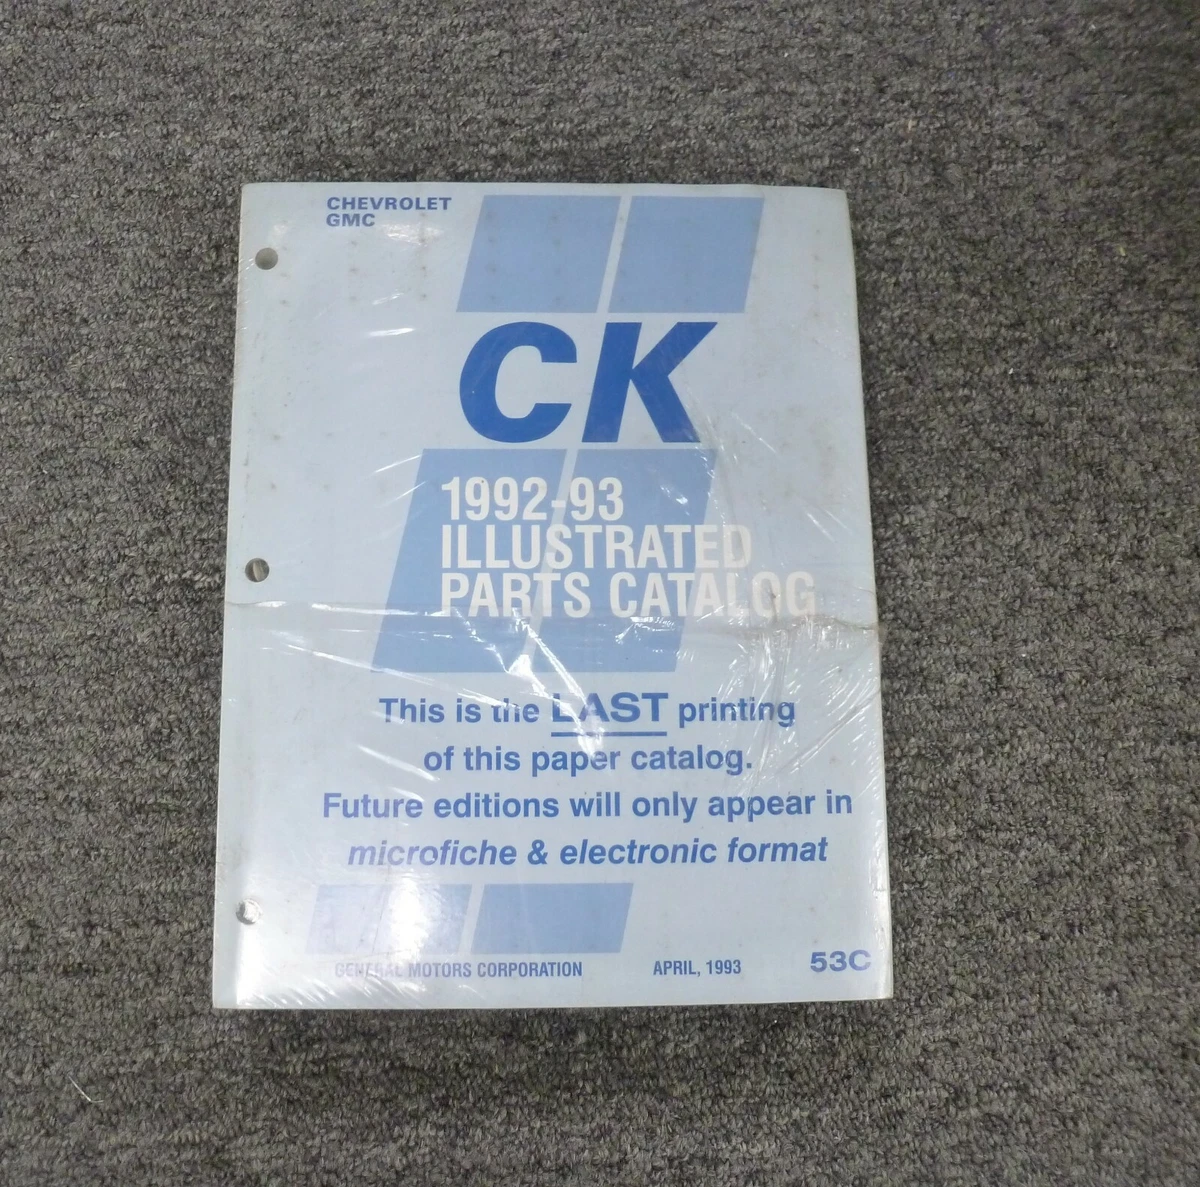 CHEVROLET
GMC
CK
1992-93
ILLUSTRATED
PARTS CATALOG
This is the LAST printing
of this paper catalog.
Future editions will only appear in
microfiche & electronic format
GENERAL MOTORS CORPORATION APRIL, 1993 53C